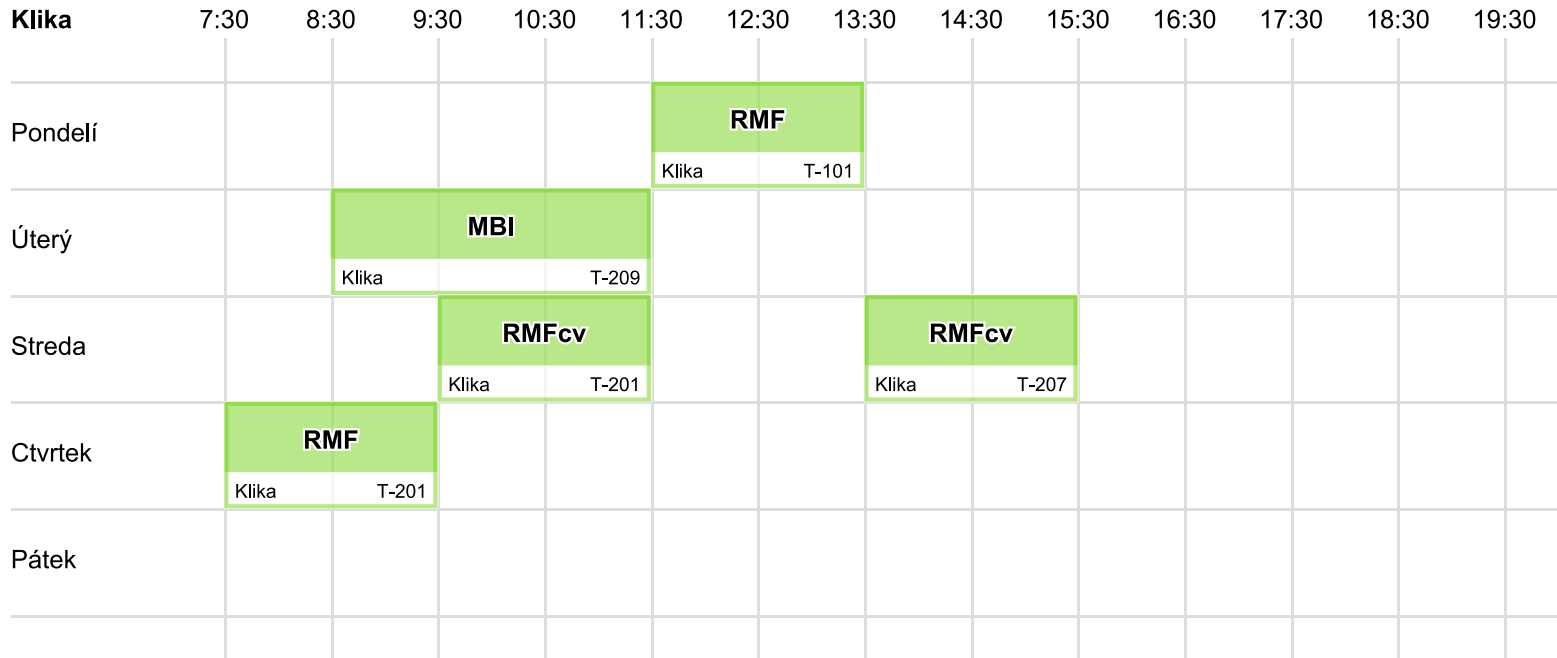 Klika 7:30 8:30 9:30 10:30 11:30 12:30 13:30 14:30 15:30 16:30 17:30 18:30 19:30
Pondelí RMF
Klika T-101
Úterý MBI
Klika T-209
Streda RMFcv RMFcv
Klika T-201 Klika T-207
Ctvrtek RMF
Klika T-201
Pátek